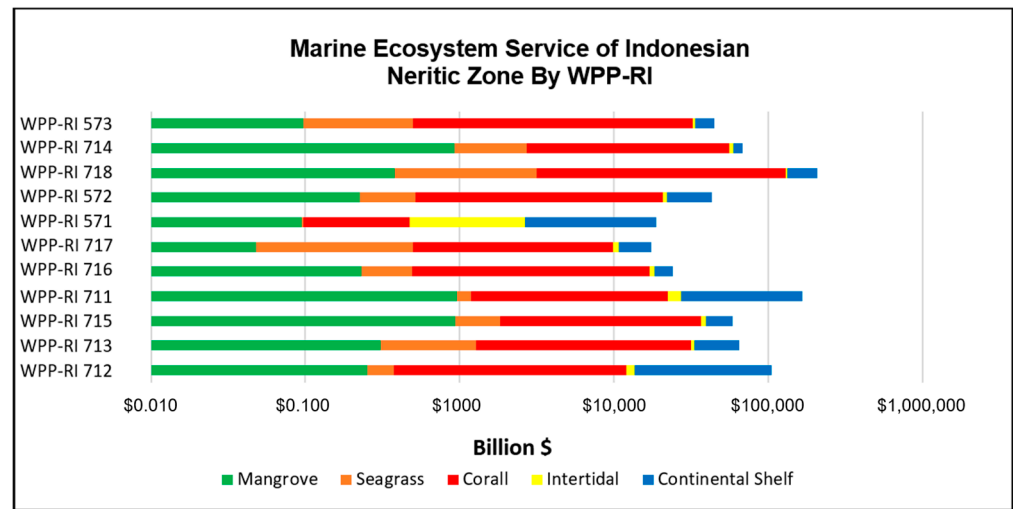 Marine Ecosystem Service of Indonesian
Neritic Zone By WPP-RI
WPP-RI 573
WPP-RI 714
WPP-RI 718
WPP-RI 572
WPP-RI 571
WPP-RI 717
WPP-RI 716
WPP-RI 711
WPP-RI 715
WPP-RI 713
WPP-RI 712
$0.010 $0.100 $1000 $10,000 $100,000 $1,000,000
Billion $
Mangrove Seagrass Corall Intertidal Continental Shelf